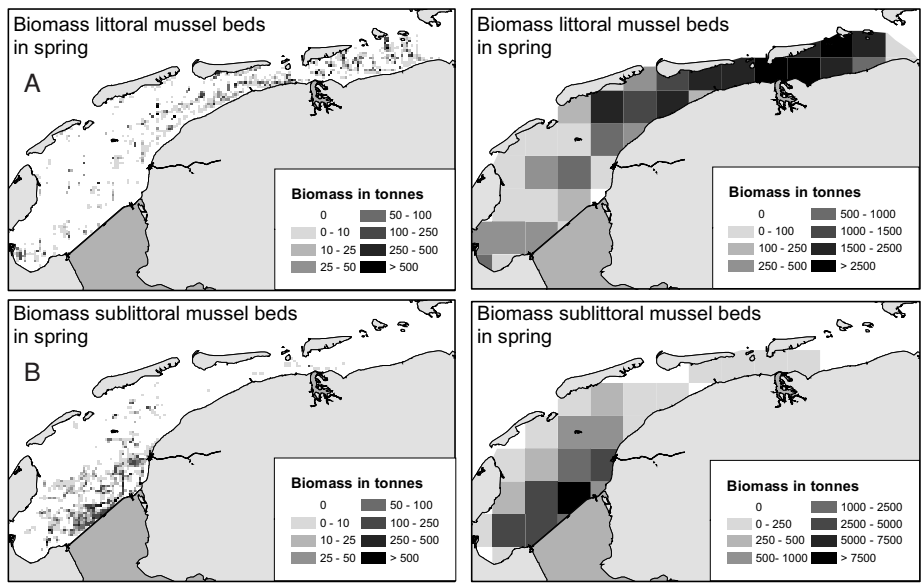 Biomass littoral mussel beds
in spring
A
Biomass in tonnes
0
0 - 10
10 - 25
25 - 50
50 - 100
100 - 250
250 - 500
> 500
Biomass littoral mussel beds
in spring
Biomass in tonnes
0
0 - 100
100 - 250
250 - 500
500 - 1000
1000 - 1500
1500 - 2500
> 2500
Biomass sublittoral mussel beds
in spring
B
Biomass in tonnes
0
0 - 10
10 - 25
25 - 50
50 - 100
100 - 250
250 - 500
> 500
Biomass sublittoral mussel beds
in spring
Biomass in tonnes
0
0 - 250
250 - 500
500- 1000
1000 - 2500
2500 - 5000
5000 - 7500
> 7500